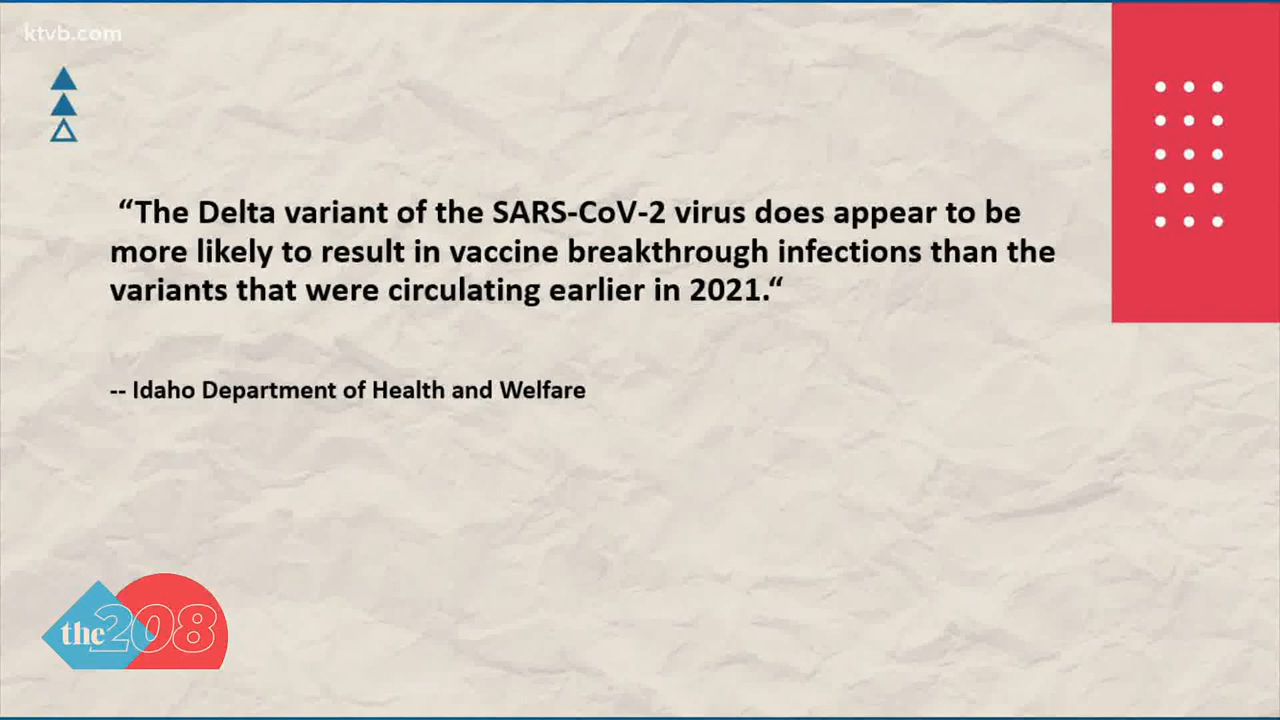 ktvb.com
“The Delta variant of the SARS-CoV-2 virus does appear to be
more likely to result in vaccine breakthrough infections than the
variants that were circulating earlier in 2021.“
-- Idaho Department of Health and Welfare
the 208